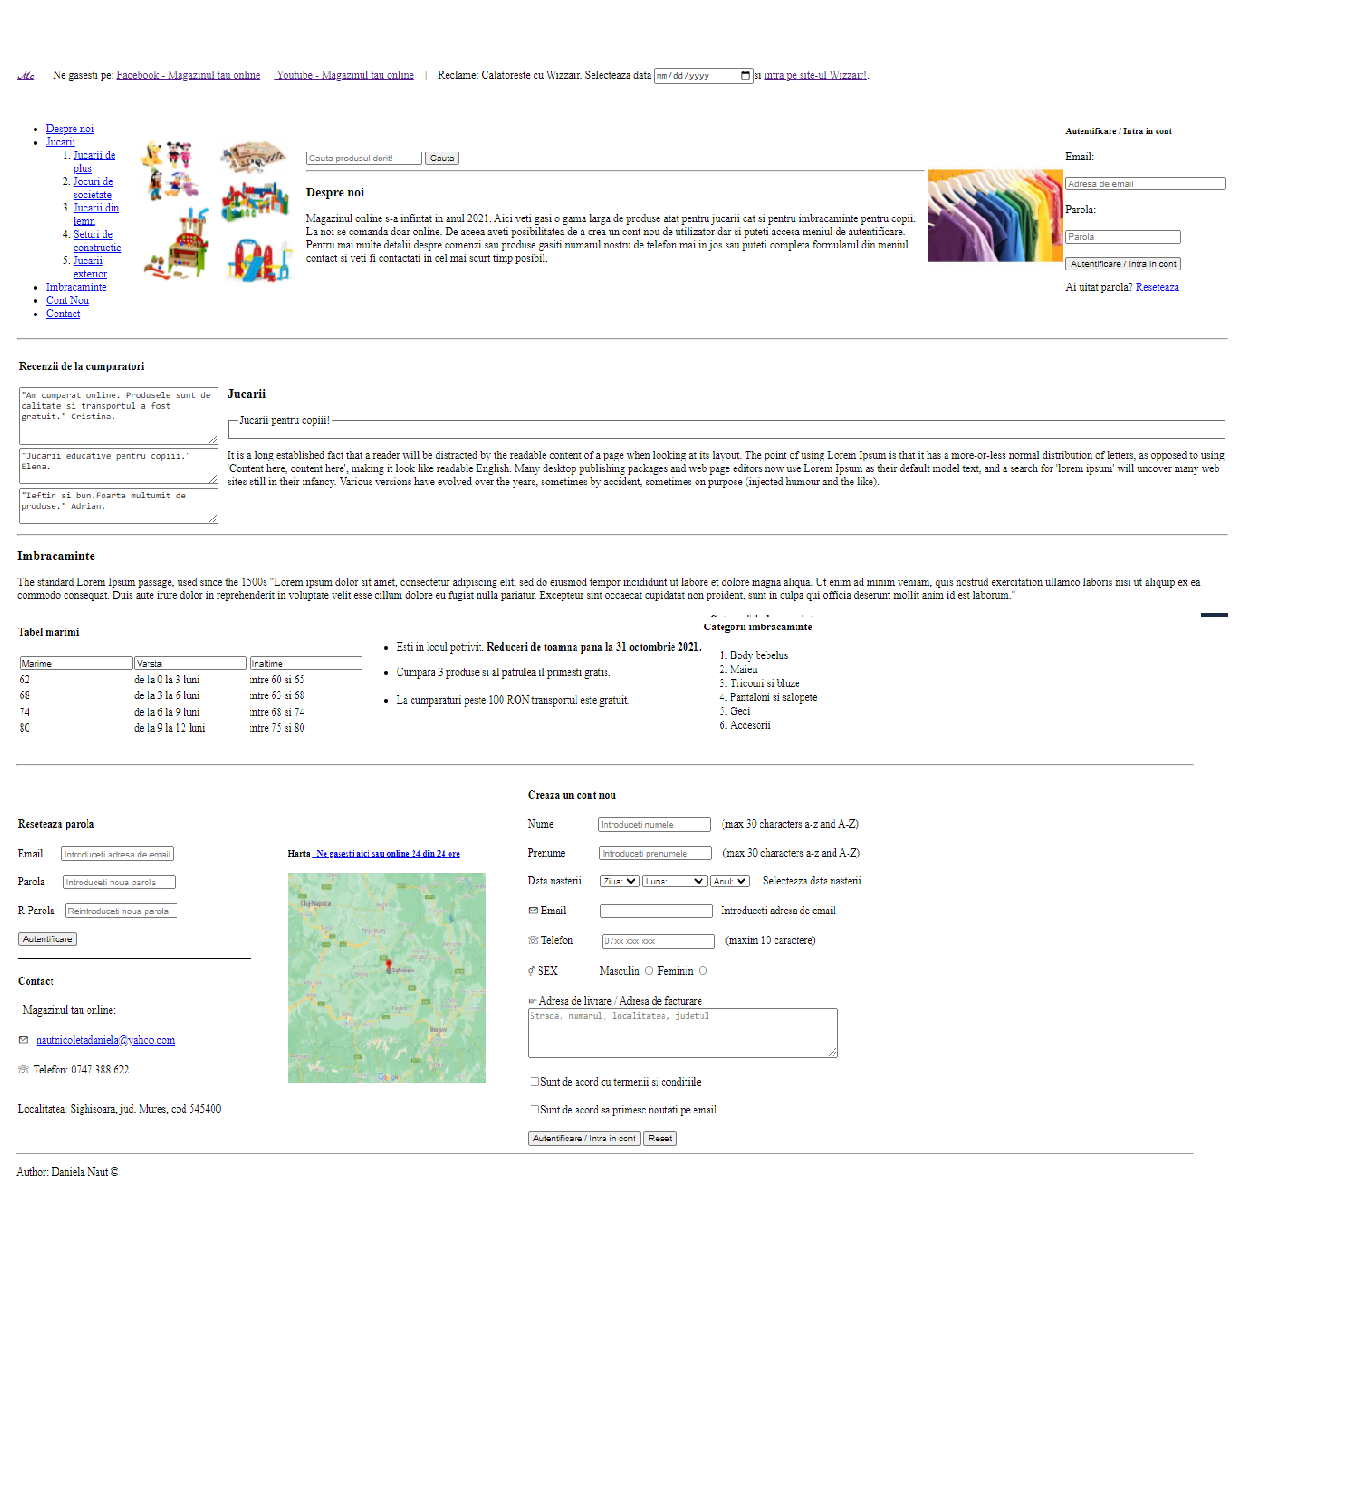 Ne gasesti pe: Facebook - Magazinul tau online Youtube - Magazinul tau online | Reclame: Calatoreste cu Wizzair. Selecteaza data mm/dd/yyyy si intra pe site-ul Wizzair!.
Despre noi
Jucarii
1. Jucarii de plus
2. Jocuri de societate
3. Jucarii din lemn
4. Seturi de constructie
5. Jucarii exterior
Imbracaminte
Cont Nou
Contact
Cauta produsul dorit! Cauta
Despre noi
Magazinul online s-a infiintat in anul 2021. Aici veti gasi o gama larga de produse atat pentru jucarii cat si pentru imbracaminte pentru copii.
La noi se comanda doar online. De aceea aveti posibilitatea de a crea un cont nou de utilizator dar si puteti accesa meniul de autentificare.
Pentru mai multe detalii despre comenzi sau produse gasiti numarul nostru de telefon mai in jos sau puteti completa formularul din meniul
contact si veti fi contactati in cel mai scurt timp posibil.
Autentificare / Intra in cont
Email:
Adresa de email
Parola:
Parola
Autentificare / Intra in cont
Ai uitat parola? Reseteaza
Recenzii de la cumparatori
"Am cumparat online. Produsele sunt de
calitate si transportul a fost
gratuit." Cristina.
"Jucarii educative pentru copiii."
Elena.
"Ieftin si bun.Foarte multumit de
produse." Adrian.
Jucarii
Jucarii pentru copiii!
It is a long established fact that a reader will be distracted by the readable content of a page when looking at its layout. The point of using Lorem Ipsum is that it has a more-or-less normal distribution of letters, as opposed to using
'Content here, content here', making it look like readable English. Many desktop publishing packages and web page editors now use Lorem Ipsum as their default model text, and a search for 'lorem ipsum' will uncover many web
sites still in their infancy. Various versions have evolved over the years, sometimes by accident, sometimes on purpose (injected humour and the like).
Imbracaminte
The standard Lorem Ipsum passage, used since the 1500s "Lorem ipsum dolor sit amet, consectetur adipiscing elit, sed do eiusmod tempor incididunt ut labore et dolore magna aliqua. Ut enim ad minim veniam, quis nostrud exercitation ullamco laboris nisi ut aliquip ex ea
commodo consequat. Duis aute irure dolor in reprehenderit in voluptate velit esse cillum dolore eu fugiat nulla pariatur. Excepteur sint occaecat cupidatat non proident, sunt in culpa qui officia deserunt mollit anim id est laborum."
Tabel marimi
Marime Varsta Inaltime
62 de la 0 la 3 luni intre 60 si 65
68 de la 3 la 6 luni intre 63 si 68
74 de la 6 la 9 luni intre 68 si 74
80 de la 9 la 12 luni intre 75 si 80
Esti in locul potrivit. Reduceri de toamna pana la 31 octombrie 2021.
Cumpara 3 produse si al patrulea il primesti gratis.
La cumparaturi peste 100 RON transportul este gratuit.
Categorii imbracaminte
1. Body bebelus
2. Maieu
3. Tricouri si bluze
4. Pantaloni si salopete
5. Geci
6. Accesorii
Reseteaza parola
Email Introduceti adresa de email
Parola Introduceti noua parola
R Parola Reintroduceti noua parola
Autentificare
Contact
Magazinul tau online:
✉ nautnicoletadaniela@yahoo.com
☏ Telefon: 0747 388 622
Localitatea: Sighisoara, jud. Mures, cod 545400
Harta Ne gasesti aici sau online 24 din 24 ore
Cluj-Napoca
Sighisoara
Brasov
Google
Creaza un cont nou
Nume Introduceti numele (max 30 characters a-z and A-Z)
Prenume Introduceti prenumele (max 30 characters a-z and A-Z)
Data nasterii Ziua: Luna: Anul: Selecteaza data nasterii
✉ Email Introduceti adresa de email
☏ Telefon 07xx xxx xxx (maxim 10 caractere)
⚥ SEX Masculin Feminin
☞ Adresa de livrare / Adresa de facturare
Strada, numarul, localitatea, judetul
Sunt de acord cu termenii si conditiile
Sunt de acord sa primesc noutati pe email
Autentificare / Intra in cont Reset
Author: Daniela Naut ©